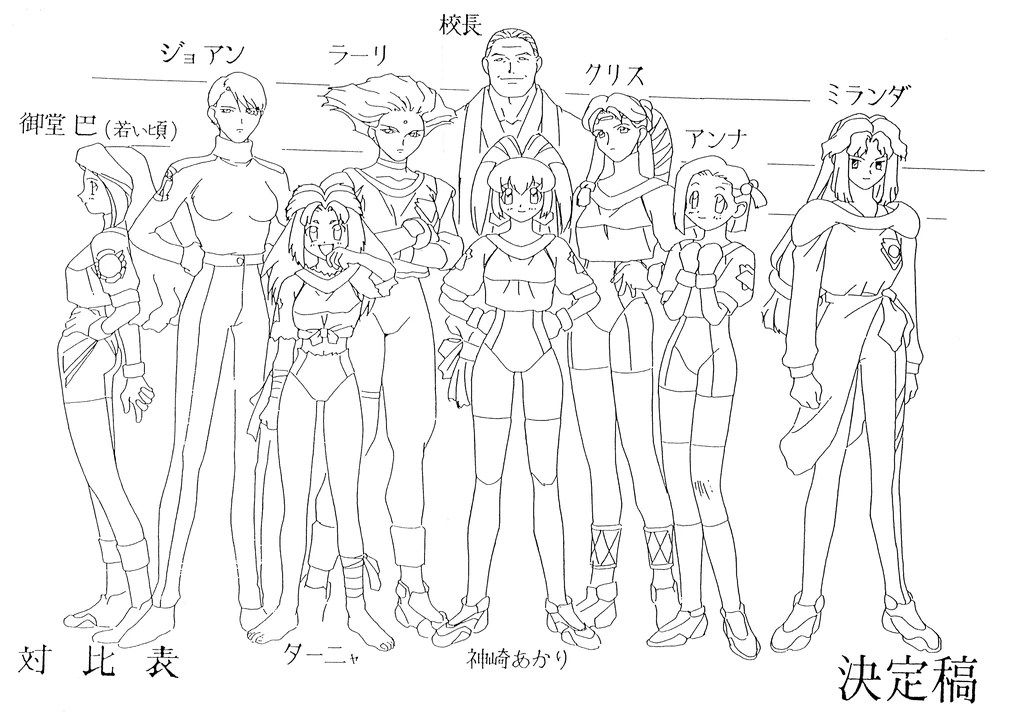 校長
ジョアン
ラーリ
クリス
ミランダ
御堂 巴 (若い頃)
アンナ
対比表
ターニャ
神崎あかり
決定稿